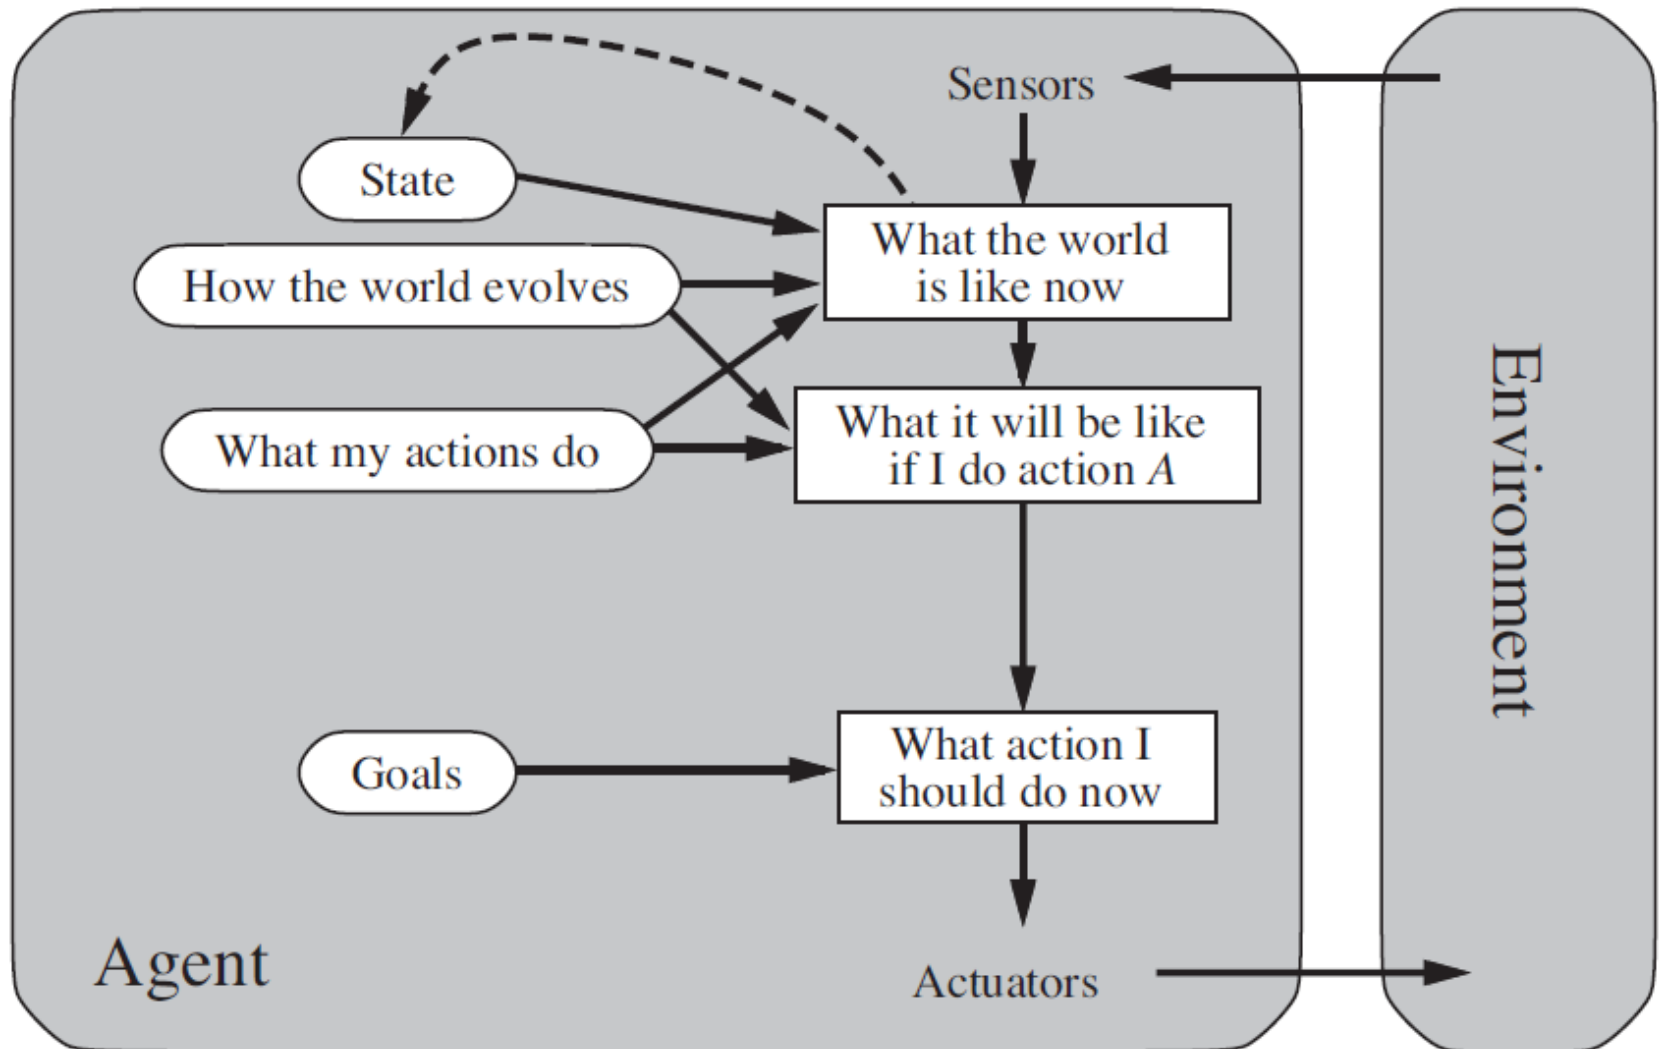 Sensors
State
What the world
is like now
How the world evolves
What my actions do
What it will be like
if I do action A
Environment
Goals
What action I
should do now
Agent
Actuators